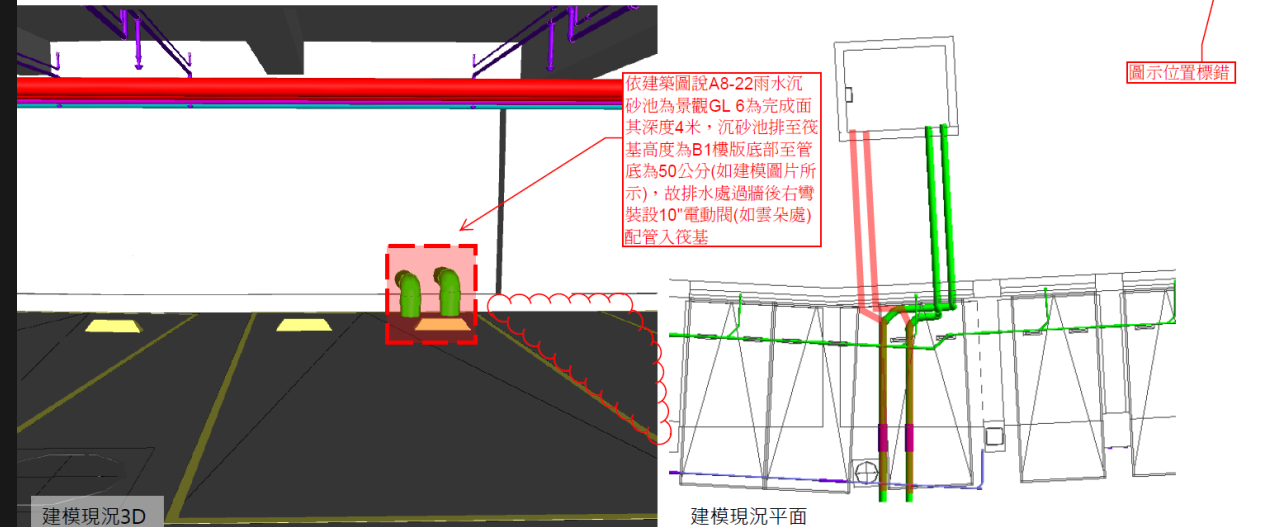 依建築圖說A8-22雨水沉
砂池為景觀GL 6為完成面
其深度4米，沉砂池排至筏
基高度為B1樓版底部至管
底為50公分(如建模圖片所
示)，故排水處過牆後右彎
裝設10"電動閥(如雲朵處)
配管入筏基
圖示位置標錯
建模現況3D
建模現況平面